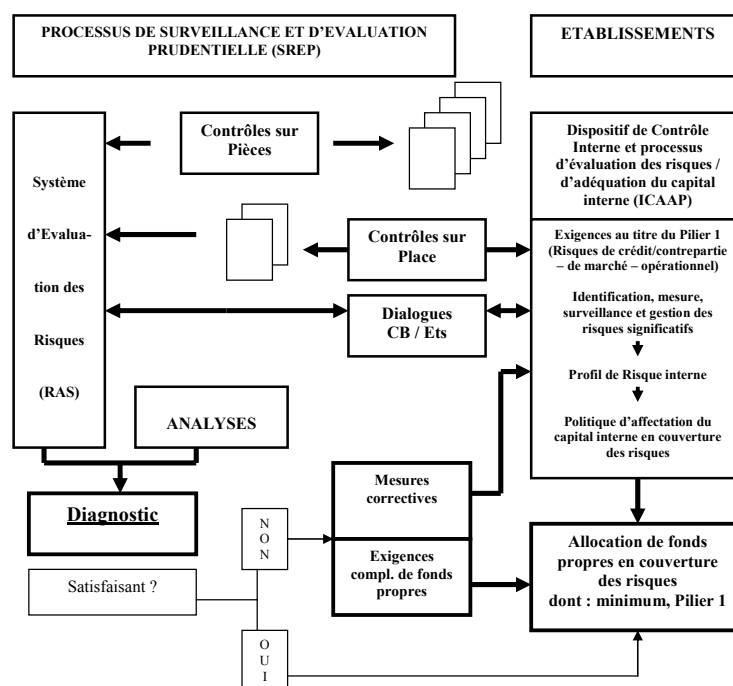 PROCESSUS DE SURVEILLANCE ET D'EVALUATION
PRUDENTIELLE (SREP)
ETABLISSEMENTS
Contrôles sur
Pièces
Système
d'Evalua-
tion des
Risques
(RAS)
Dispositif de Contrôle
Interne et processus
d'évaluation des risques /
d'adéquation du capital
interne (ICAAP)
Contrôles sur
Place
Exigences au titre du Pilier 1
(Risques de crédit/contrepartie
– de marché – opérationnel)
Identification, mesure,
surveillance et gestion des
risques significatifs
Profil de Risque interne
Politique d'affectation du
capital interne en couverture
des risques
Dialogues
CB / Ets
ANALYSES
Diagnostic
Satisfaisant ?
N
O
N
Mesures
correctives
Exigences
compl. de fonds
propres
O
U
I
Allocation de fonds
propres en couverture
des risques
dont : minimum, Pilier 1